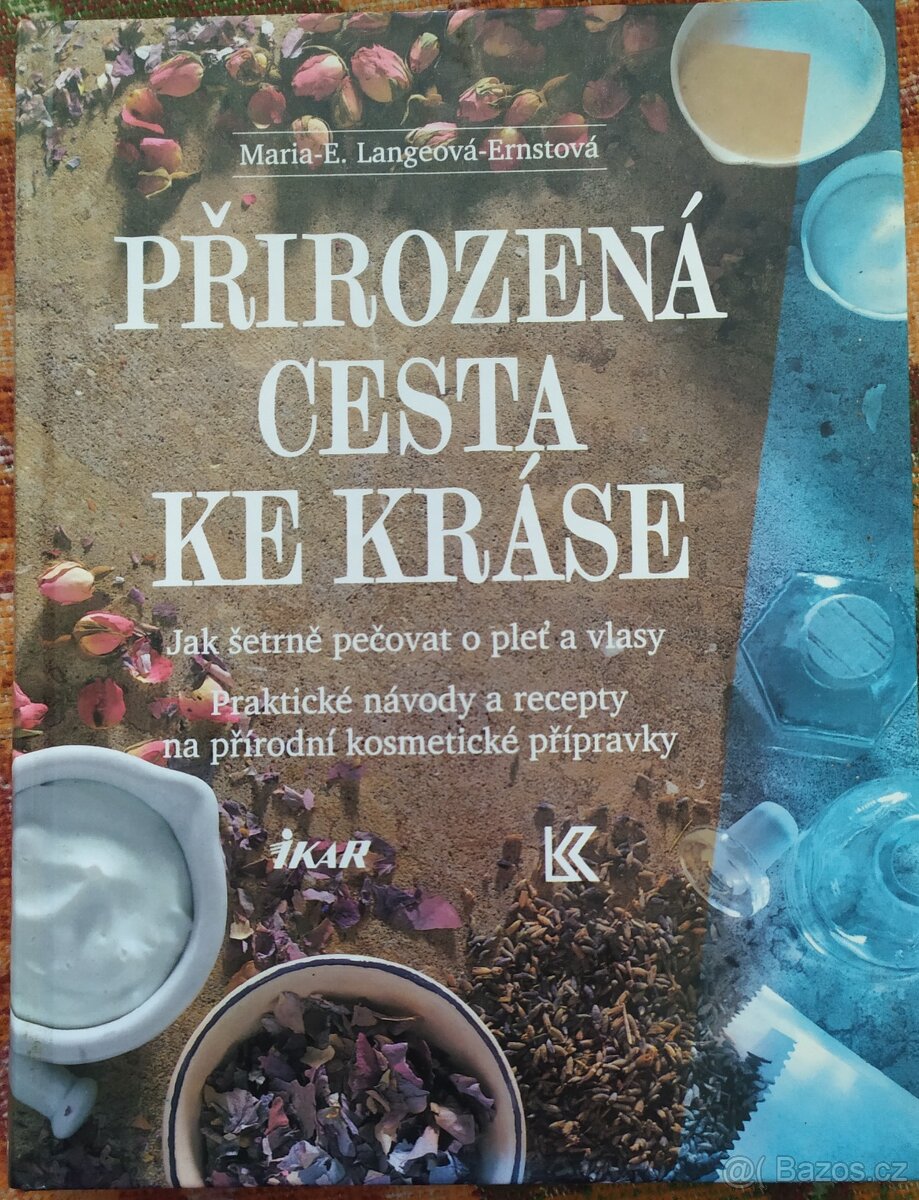 Maria-E. Langeová-Ernstová
PŘIROZENÁ
CESTA
KE KRÁSE
Jak šetrně pečovat o pleť a vlasy
Praktické návody a recepty
na přírodní kosmetické přípravky
iKAR
KK
@( Bazos.cz